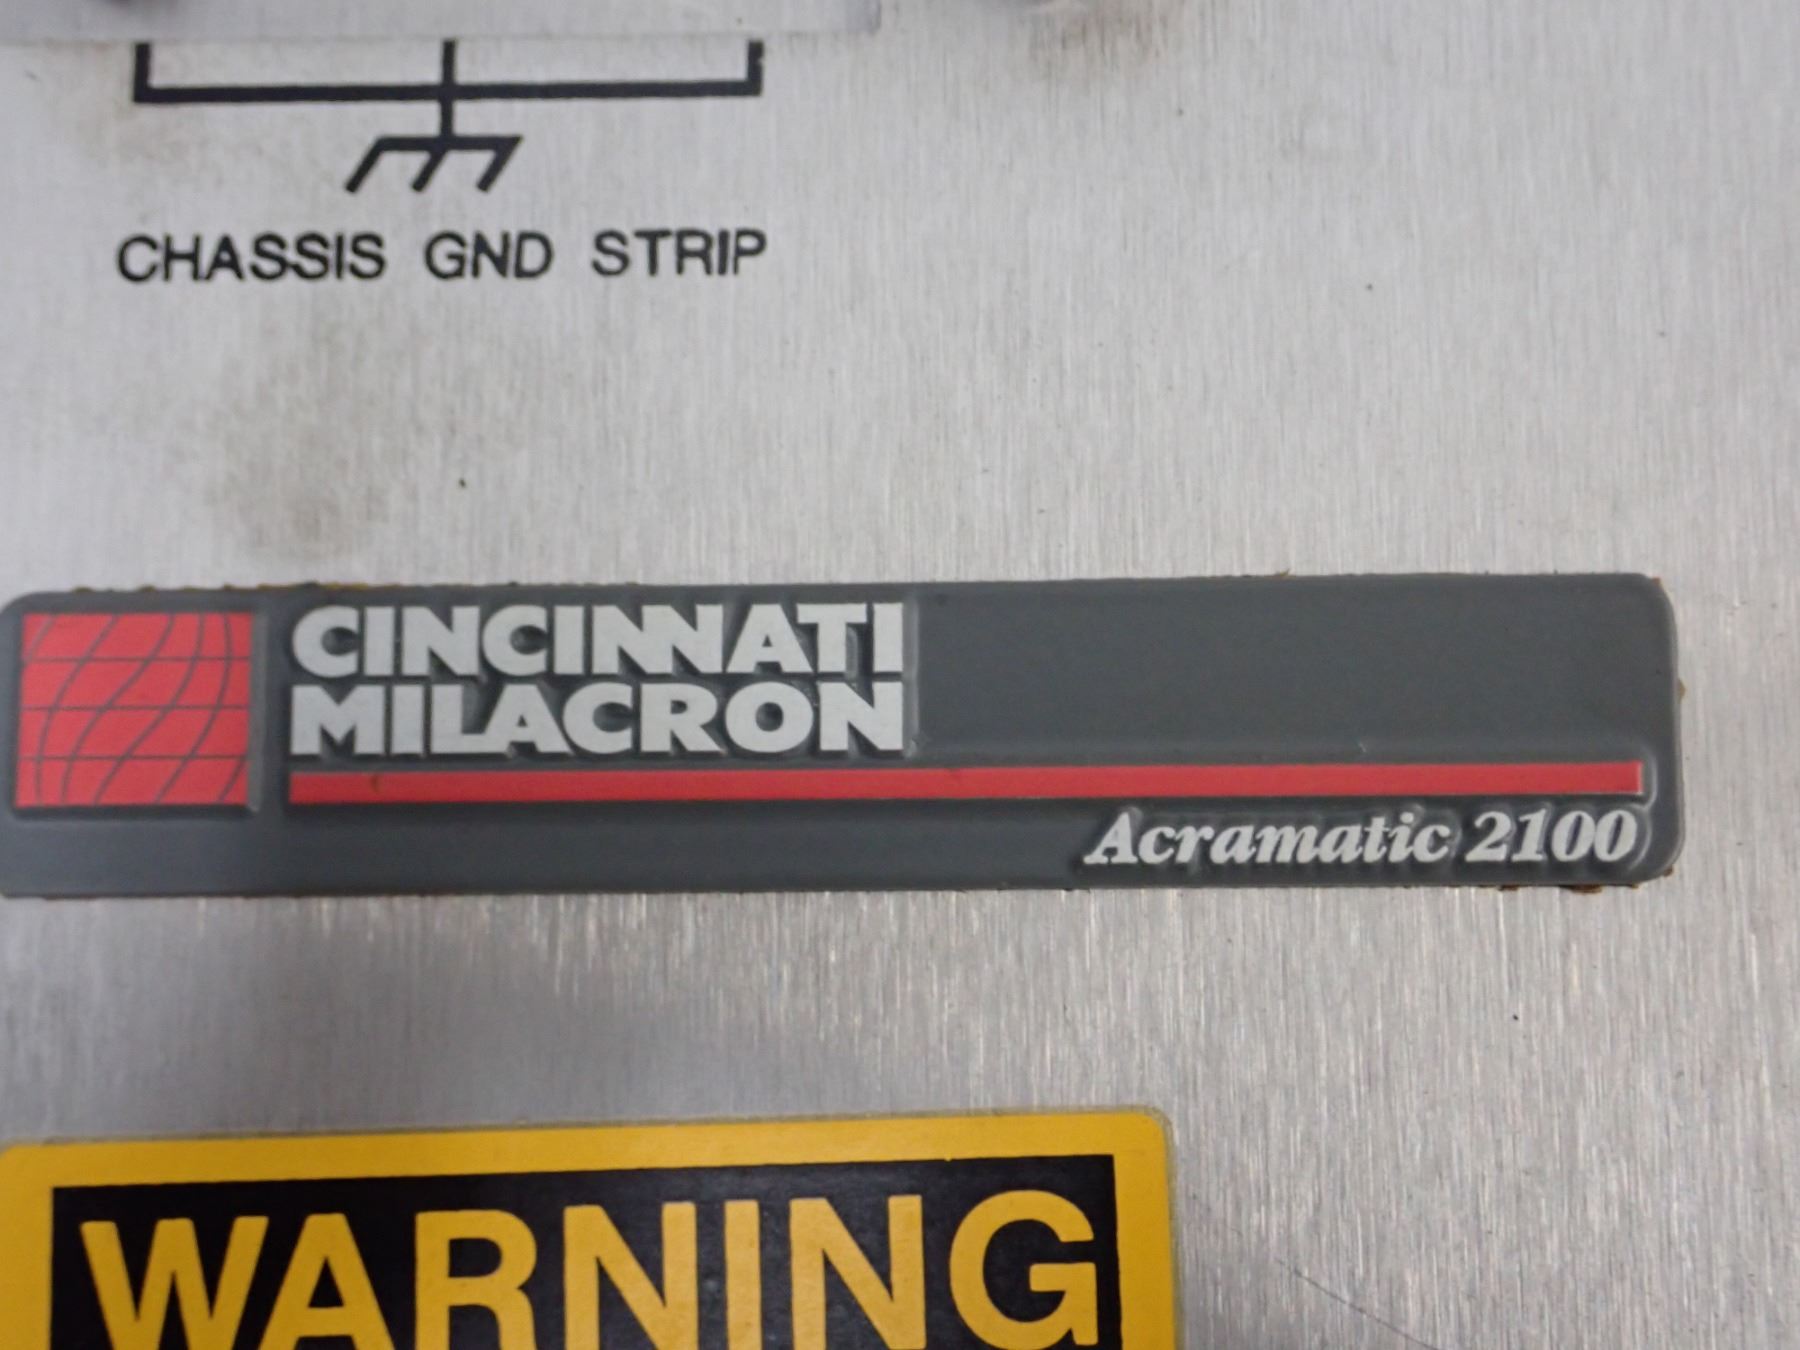 CHASSIS GND STRIP
CINCINNATI
MILACRON
Acramatic 2100
WARNING